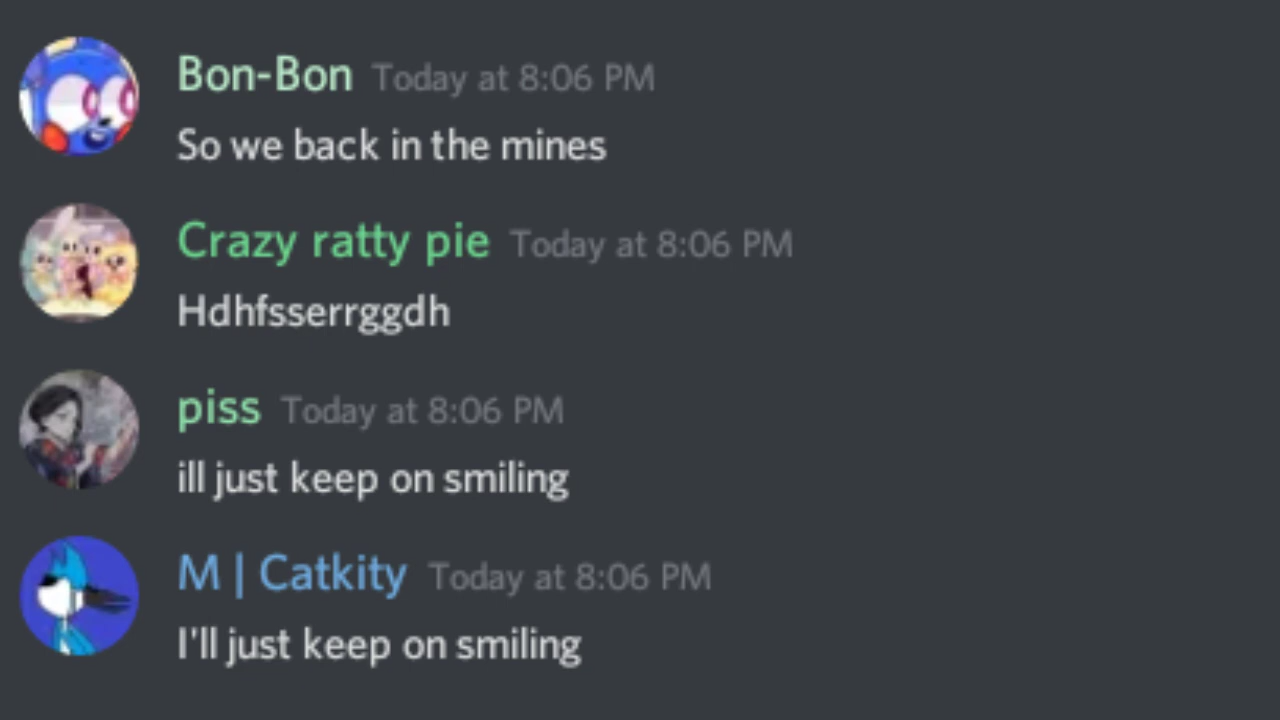 Bon-Bon Today at 8:06 PM
So we back in the mines
Crazy ratty pie Today at 8:06 PM
Hdhfsserrggdh
piss Today at 8:06 PM
ill just keep on smiling
M | Catkity Today at 8:06 PM
I'll just keep on smiling